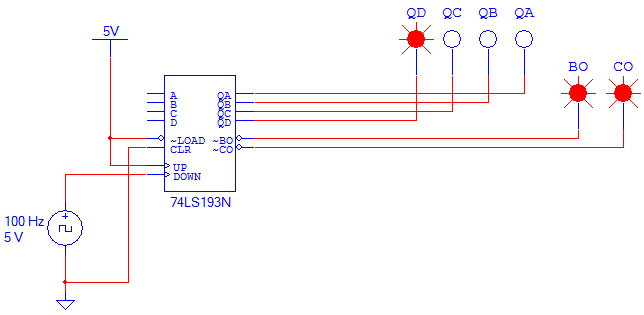 QD QC QB QA
5V
BO CO
A QA
B QB
C QC
D QD
~LOAD ~BO
CLR ~CO
UP
DOWN
74LS193N
100 Hz
5 V